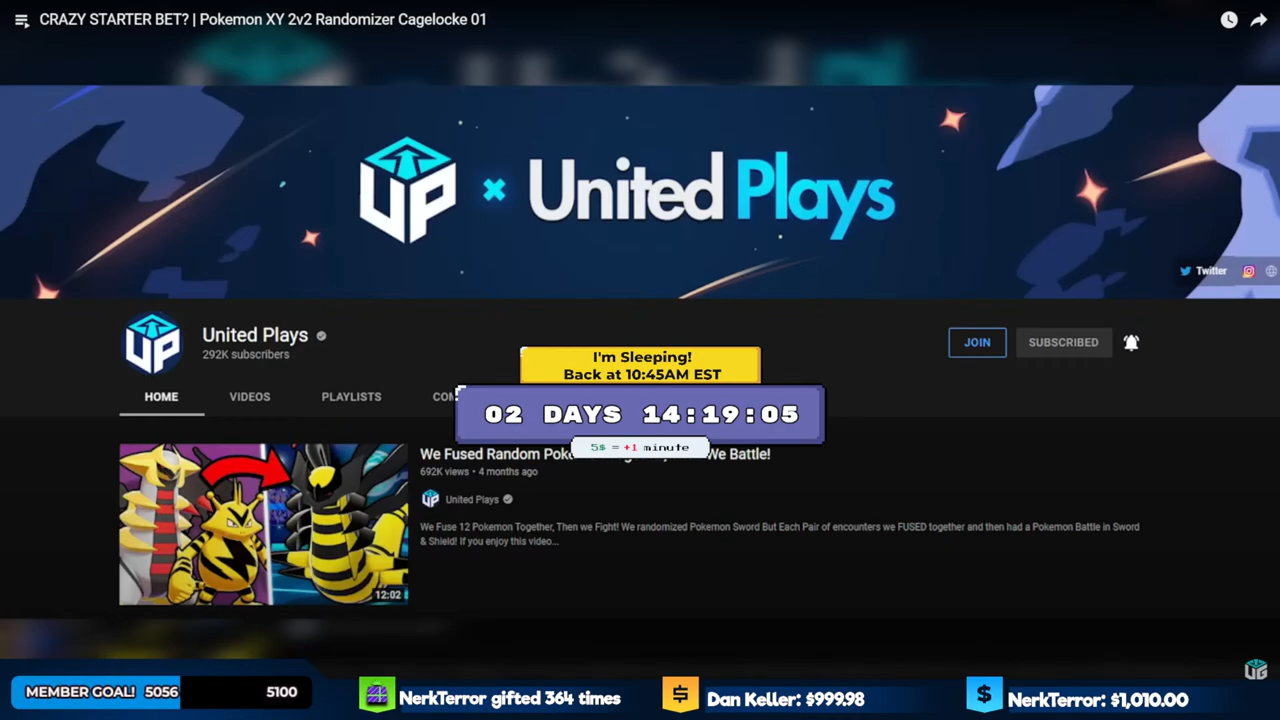 CRAZY STARTER BET? | Pokemon XY 2v2 Randomizer Cagelocke 01
UP × United Plays
Twitter
UP
United Plays
292K subscribers
JOIN
SUBSCRIBED
I'm Sleeping!
Back at 10:45AM EST
HOME
VIDEOS
PLAYLISTS
02 DAYS 14:19:05
5$ = +1 minute
We Fused Random We Battle!
692K views • 4 months ago
UP
United Plays
We Fuse 12 Pokemon Together, Then we Fight! We randomized Pokemon Sword But Each Pair of encounters we FUSED together and then had a Pokemon Battle in Sword
& Shield! If you enjoy this video...
12:02
MEMBER GOAL! 5056
5100
NerkTerror gifted 364 times
Dan Keller: $999.98
NerkTerror: $1,010.00
UG